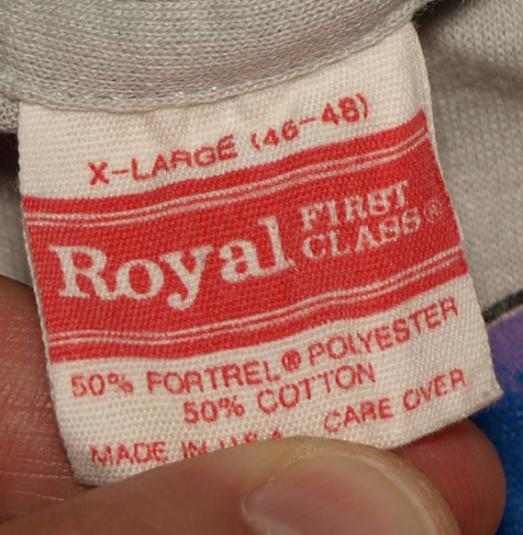 X-LARGE (46-48)
Royal FIRST CLASS®
50% FORTREL® POLYESTER
50% COTTON
MADE IN U.S.A. CARE OVER